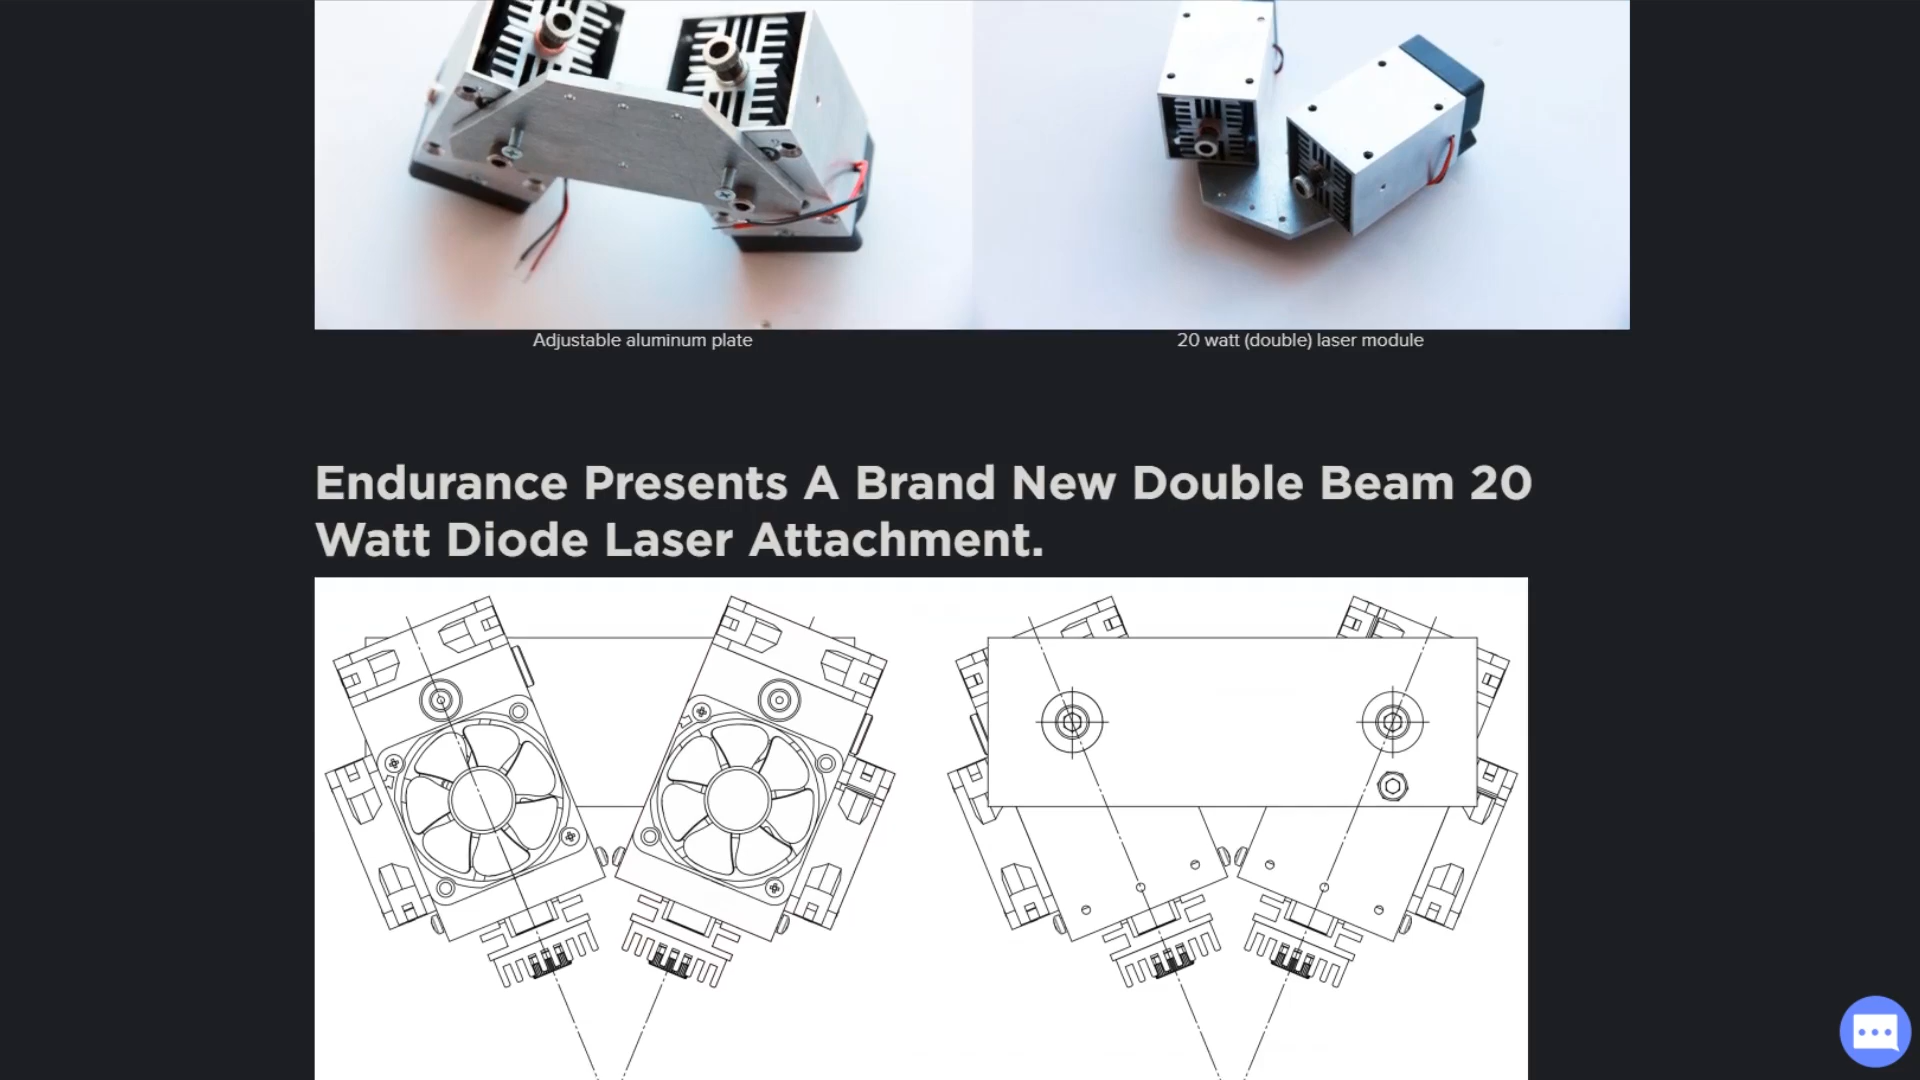 Adjustable aluminum plate
20 watt (double) laser module
Endurance Presents A Brand New Double Beam 20
Watt Diode Laser Attachment.